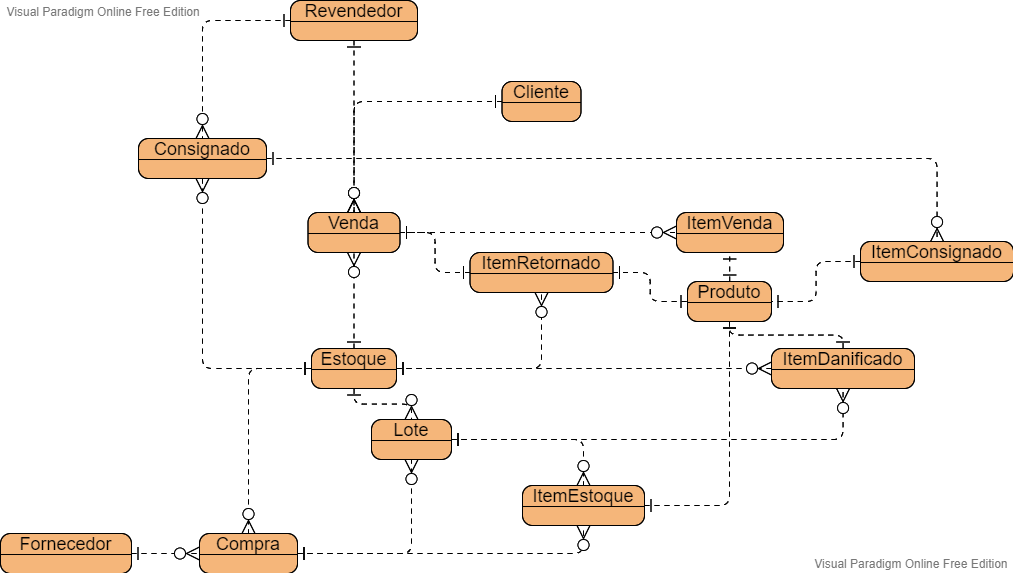 Visual Paradigm Online Free Edition
Revendedor
Cliente
Consignado
Venda
ItemVenda
ItemConsignado
ItemRetornado
Produto
Estoque
ItemDanificado
Lote
ItemEstoque
Fornecedor
Compra
Visual Paradigm Online Free Edition